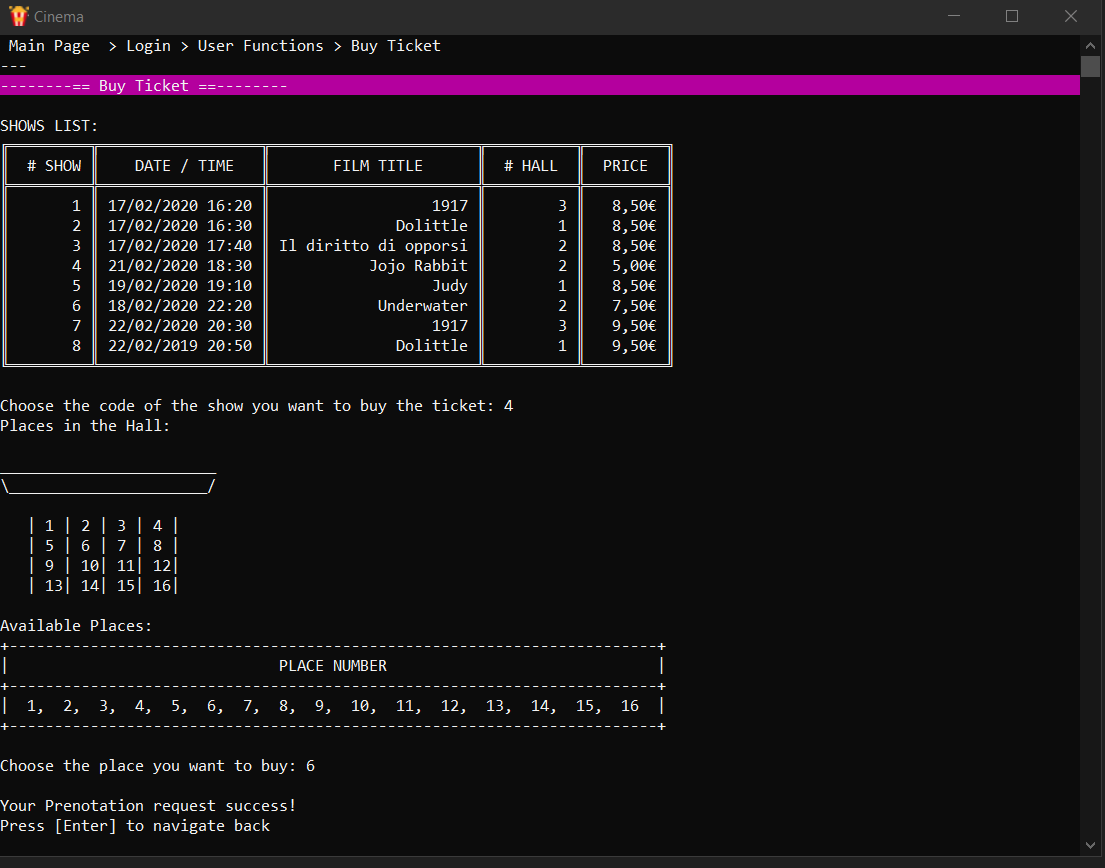 Cinema
Main Page  > Login > User Functions > Buy Ticket
---
--------== Buy Ticket ==--------
SHOWS LIST:
# SHOW DATE / TIME FILM TITLE # HALL PRICE
1 17/02/2020 16:20 1917 3 8,50€
2 17/02/2020 16:30 Dolittle 1 8,50€
3 17/02/2020 17:40 Il diritto di opporsi 2 8,50€
4 21/02/2020 18:30 Jojo Rabbit 2 5,00€
5 19/02/2020 19:10 Judy 1 8,50€
6 18/02/2020 22:20 Underwater 2 7,50€
7 22/02/2020 20:30 1917 3 9,50€
8 22/02/2019 20:50 Dolittle 1 9,50€
Choose the code of the show you want to buy the ticket: 4
Places in the Hall:
| 1 | 2 | 3 | 4 |
| 5 | 6 | 7 | 8 |
| 9 | 10| 11| 12|
| 13| 14| 15| 16|
Available Places:
PLACE NUMBER
| 1, 2, 3, 4, 5, 6, 7, 8, 9, 10, 11, 12, 13, 14, 15, 16 |
Choose the place you want to buy: 6
Your Prenotation request success!
Press [Enter] to navigate back